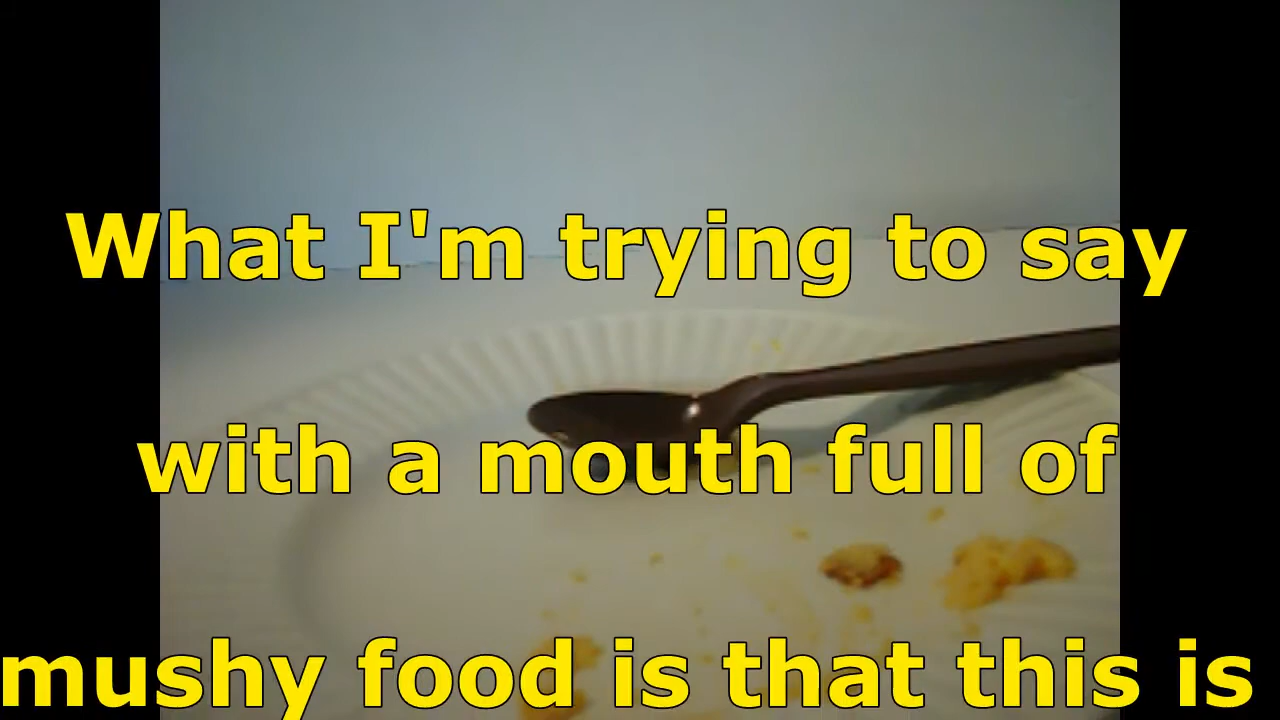 What I'm trying to say
with a mouth full of
mushy food is that this is